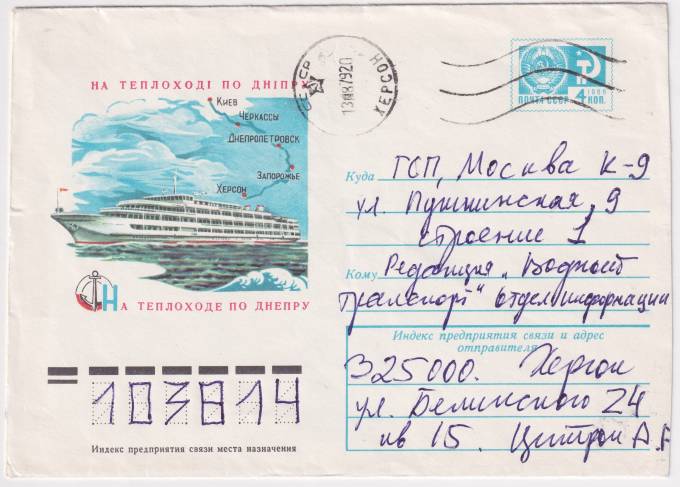 НА ТЕПЛОХОДІ ПО ДНІПРУ
КИЕВ
ЧЕРКАССЫ
ДНЕПРОПЕТРОВСК
ЗАПОРОЖЬЕ
ХЕРСОН
НА ТЕПЛОХОДЕ ПО ДНЕПРУ
СССР
ХЕРСОН
ПОЧТА СССР 4 КОП.
Куда ГСП, Москва К-9
ул. Пушкинская, 9
строение 1
Кому Редакция „Водный
транспорт" отдел информации
Индекс предприятия связи и адрес
отправителя
325000. Херсон
ул. Белинского 24
кв 15. Цитрон А.
103814
Индекс предприятия связи места назначения